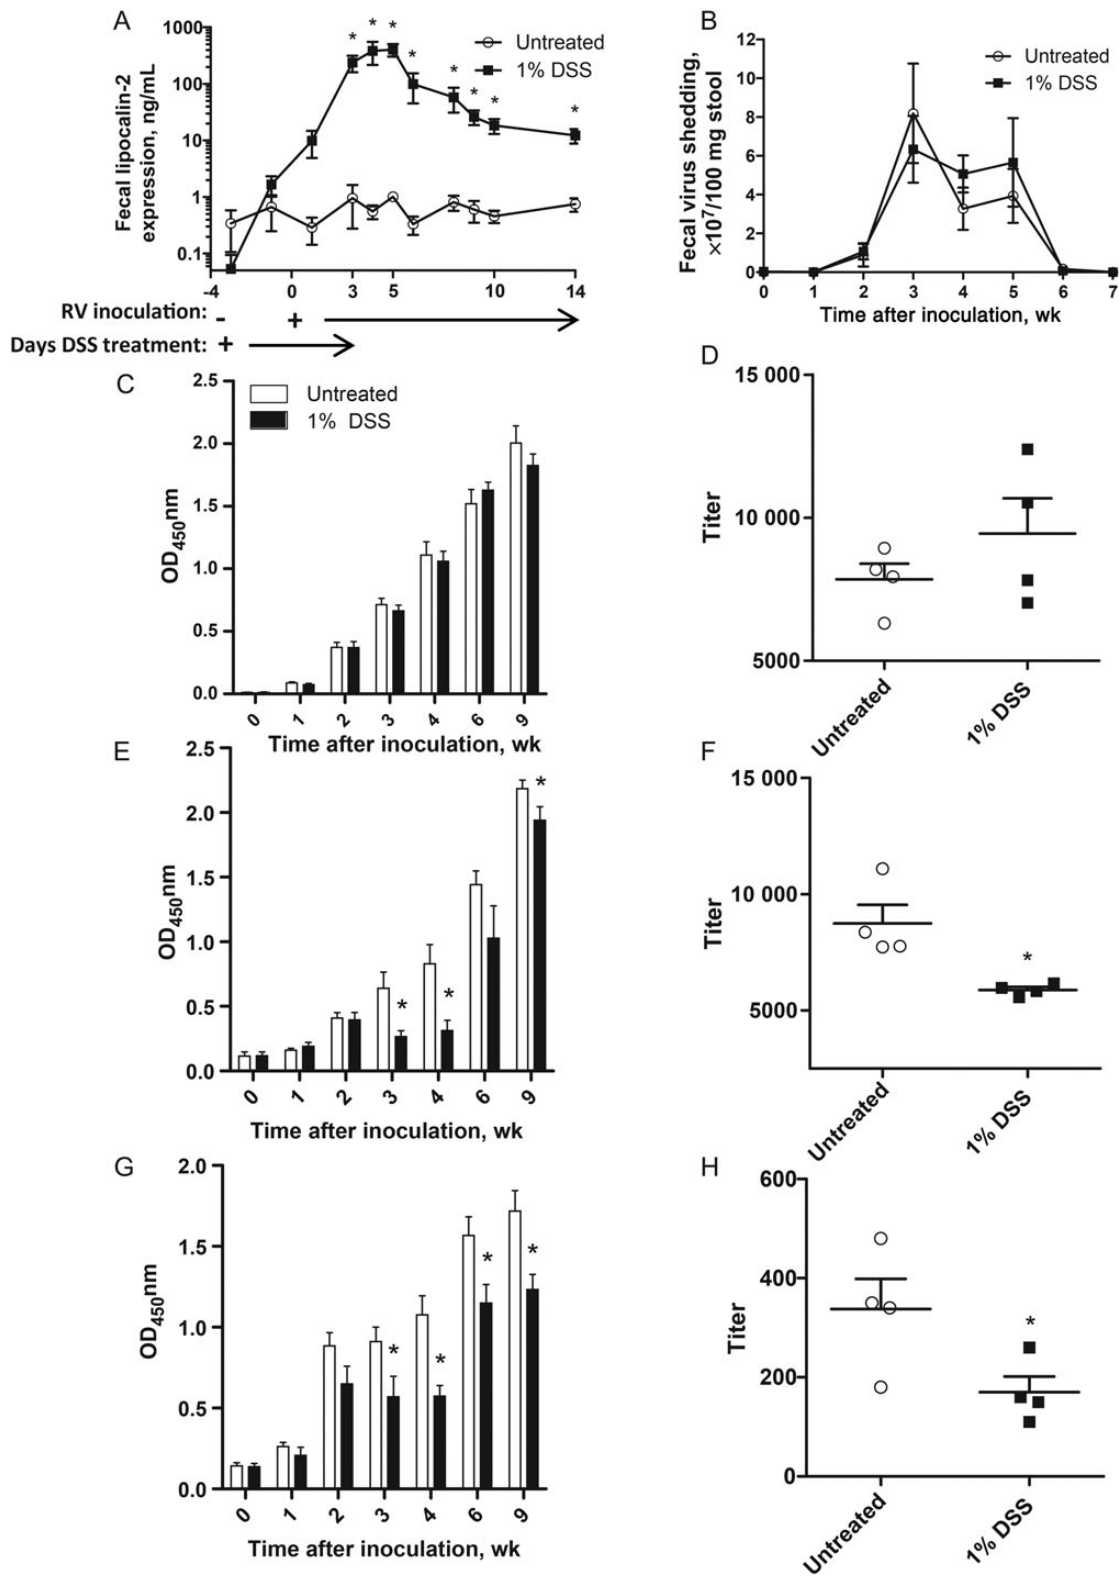 A
Fecal lipocalin-2
expression, ng/mL
1000
100
10
1
0.1
Untreated
1% DSS
* * * * * * * *
-4 0 3 5 10 14
RV inoculation: - +
Days DSS treatment: +
B
Fecal virus shedding,
×10⁷/100 mg stool
12
10
8
6
4
2
0
Untreated
1% DSS
0 1 2 3 4 5 6 7
Time after inoculation, wk
C
OD450nm
2.5
2.0
1.5
1.0
0.5
0.0
Untreated
1% DSS
0 1 2 3 4 6 9
Time after inoculation, wk
D
Titer
15 000
10 000
5000
Untreated 1% DSS
E
OD450nm
2.5
2.0
1.5
1.0
0.5
0.0
* * *
0 1 2 3 4 6 9
Time after inoculation, wk
F
Titer
15 000
10 000
5000
*
Untreated 1% DSS
G
OD450nm
2.0
1.5
1.0
0.5
0.0
* * * *
0 1 2 3 4 6 9
Time after inoculation, wk
H
Titer
600
400
200
0
*
Untreated 1% DSS